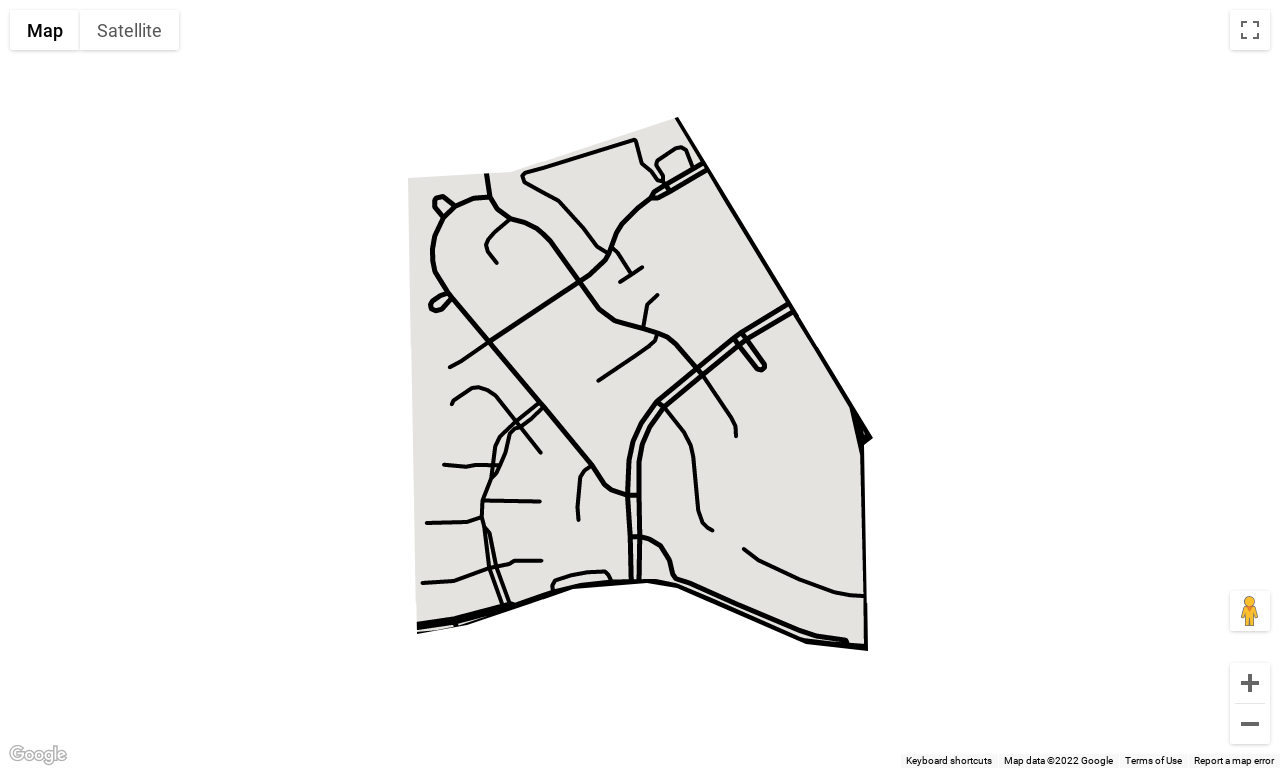 Map
Satellite
Google
Keyboard shortcuts
Map data ©2022 Google
Terms of Use
Report a map error